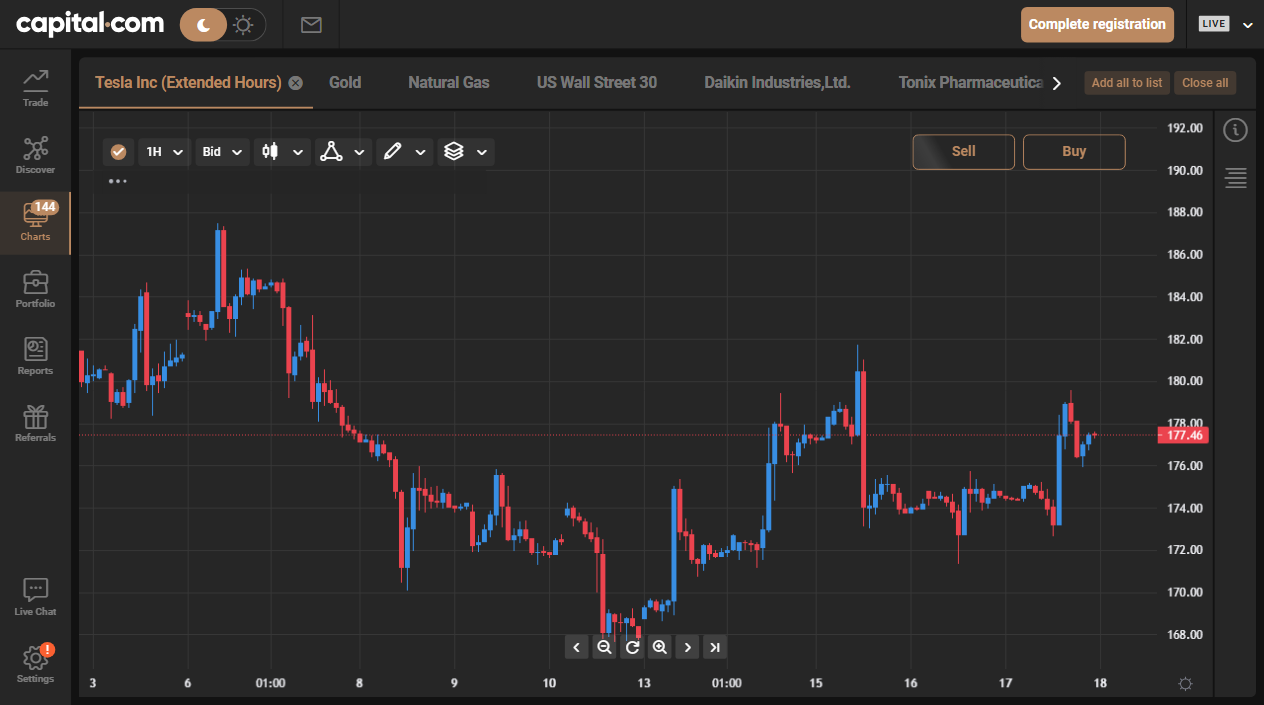 capital.com
Complete registration
LIVE
Trade
Discover
144
Charts
Portfolio
Reports
Referrals
Live Chat
!
Settings
Tesla Inc (Extended Hours)
Gold
Natural Gas
US Wall Street 30
Daikin Industries,Ltd.
Tonix Pharmaceutica
Add all to list
Close all
1H
Bid
Sell
Buy
192.00
190.00
188.00
186.00
184.00
182.00
180.00
178.00
177.46
176.00
174.00
172.00
170.00
168.00
3 6 01:00 8 9 10 13 01:00 15 16 17 18